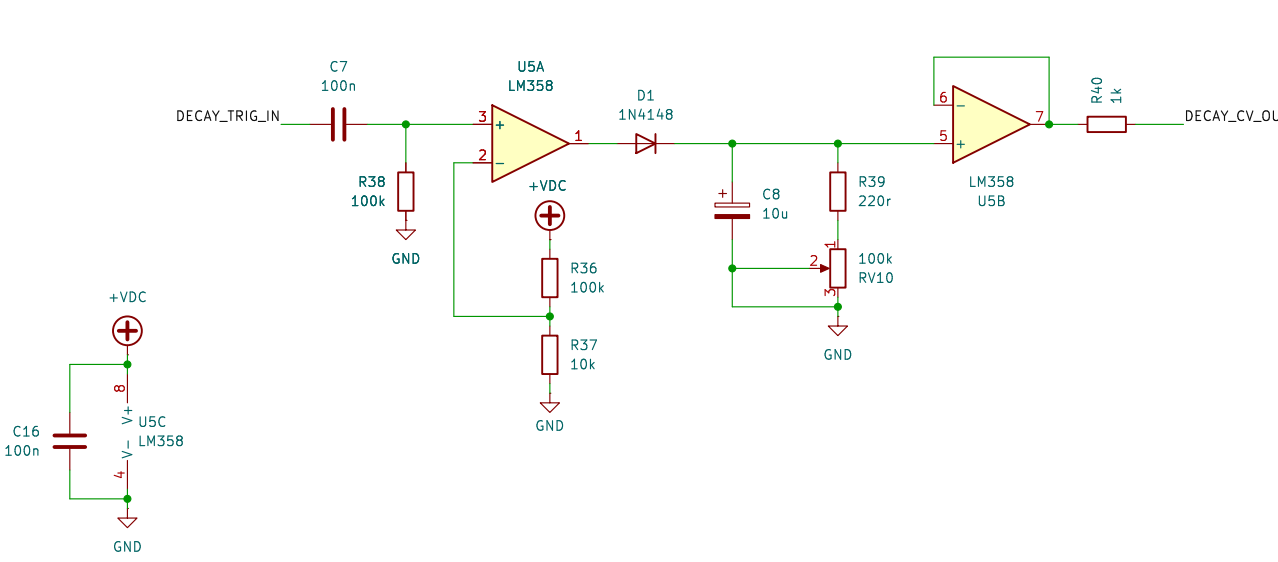 C7
100n
DECAY_TRIG_IN
R38
100k
GND
U5A
LM358
3
+
2
−
1
+VDC
R36
100k
R37
10k
GND
D1
1N4148
+
C8
10u
R39
220r
1
2
3
100k
RV10
GND
6
−
5
+
7
LM358
U5B
R40
1k
DECAY_CV_OU
+VDC
8
V+
U5C
LM358
V−
4
C16
100n
GND